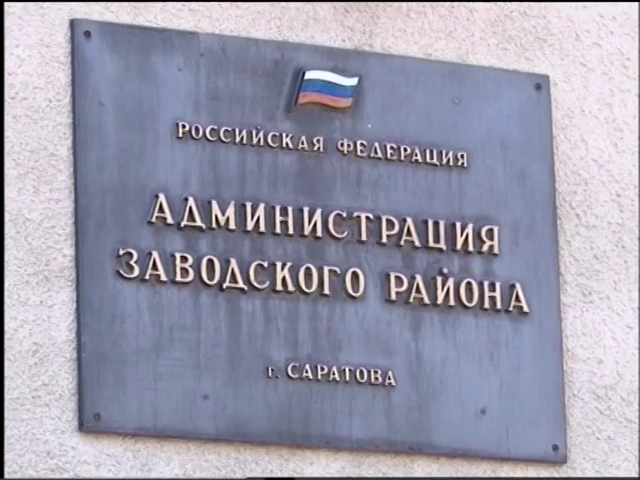 РОССИЙСКАЯ ФЕДЕРАЦИЯ
АДМИНИСТРАЦИЯ
ЗАВОДСКОГО РАЙОНА
г. САРАТОВА